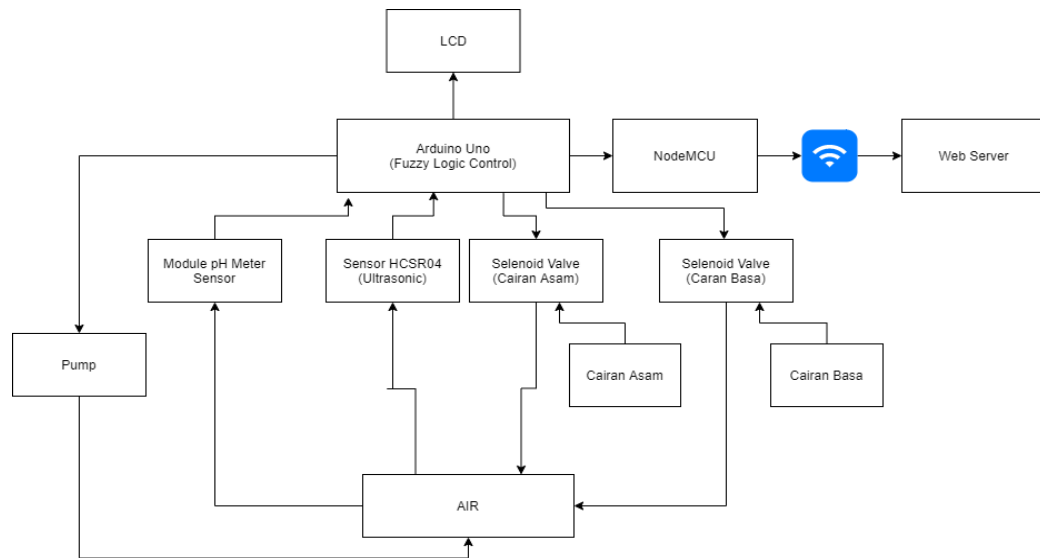 LCD
Arduino Uno
(Fuzzy Logic Control)
NodeMCU
Web Server
Module pH Meter
Sensor
Sensor HCSR04
(Ultrasonic)
Selenoid Valve
(Cairan Asam)
Selenoid Valve
(Caran Basa)
Pump
Cairan Asam
Cairan Basa
AIR